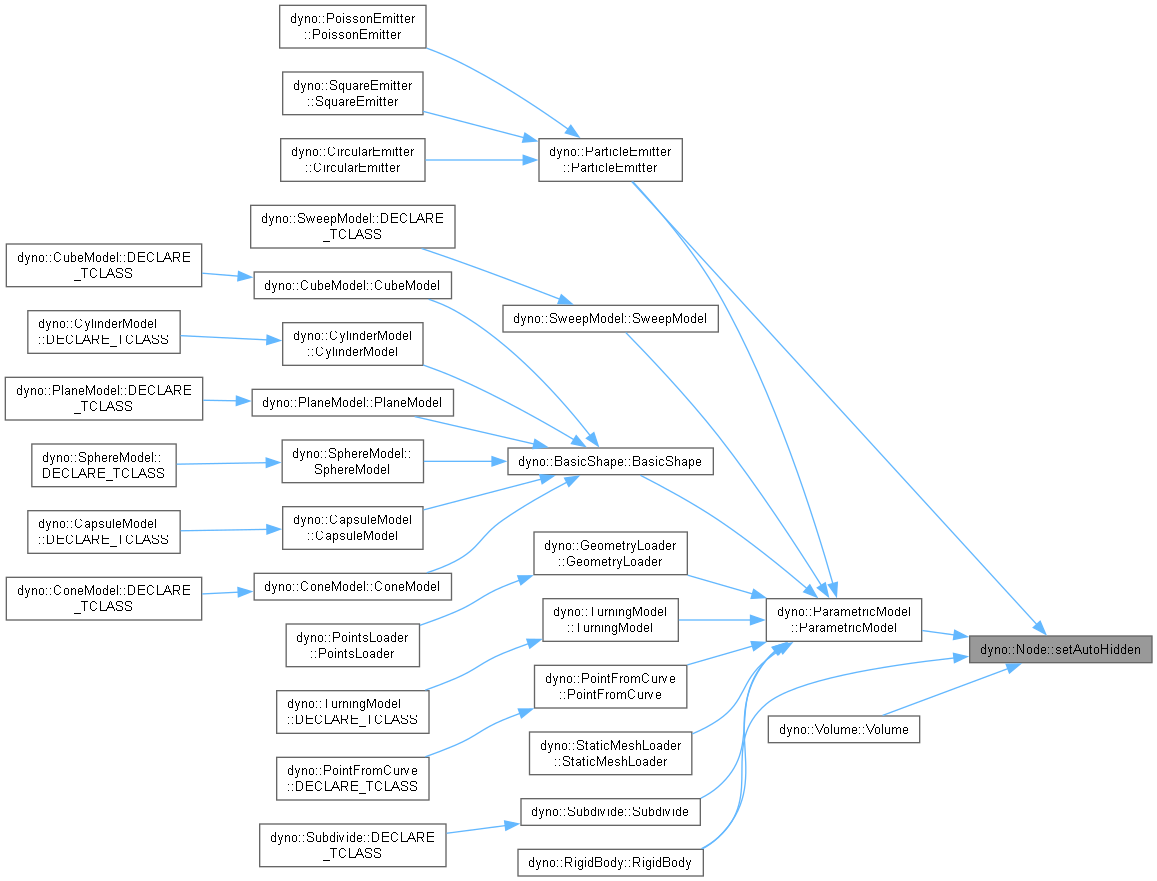 dyno::PoissonEmitter
::PoissonEmitter
dyno::SquareEmitter
::SquareEmitter
dyno::CircularEmitter
::CircularEmitter
dyno::ParticleEmitter
::ParticleEmitter
dyno::SweepModel::DECLARE
_TCLASS
dyno::CubeModel::DECLARE
_TCLASS
dyno::CubeModel::CubeModel
dyno::SweepModel::SweepModel
dyno::CylinderModel
::DECLARE_TCLASS
dyno::CylinderModel
::CylinderModel
dyno::PlaneModel::DECLARE
_TCLASS
dyno::PlaneModel::PlaneModel
dyno::SphereModel::
DECLARE_TCLASS
dyno::SphereModel::
SphereModel
dyno::BasicShape::BasicShape
dyno::CapsuleModel
::DECLARE_TCLASS
dyno::CapsuleModel
::CapsuleModel
dyno::GeometryLoader
::GeometryLoader
dyno::ConeModel::DECLARE
_TCLASS
dyno::ConeModel::ConeModel
dyno::TurningModel
::TurningModel
dyno::ParametricModel
::ParametricModel
dyno::PointsLoader
::PointsLoader
dyno::Node::setAutoHidden
dyno::PointFromCurve
::PointFromCurve
dyno::TurningModel
::DECLARE_TCLASS
dyno::Volume::Volume
dyno::StaticMeshLoader
::StaticMeshLoader
dyno::PointFromCurve
::DECLARE_TCLASS
dyno::Subdivide::Subdivide
dyno::Subdivide::DECLARE
_TCLASS
dyno::RigidBody::RigidBody